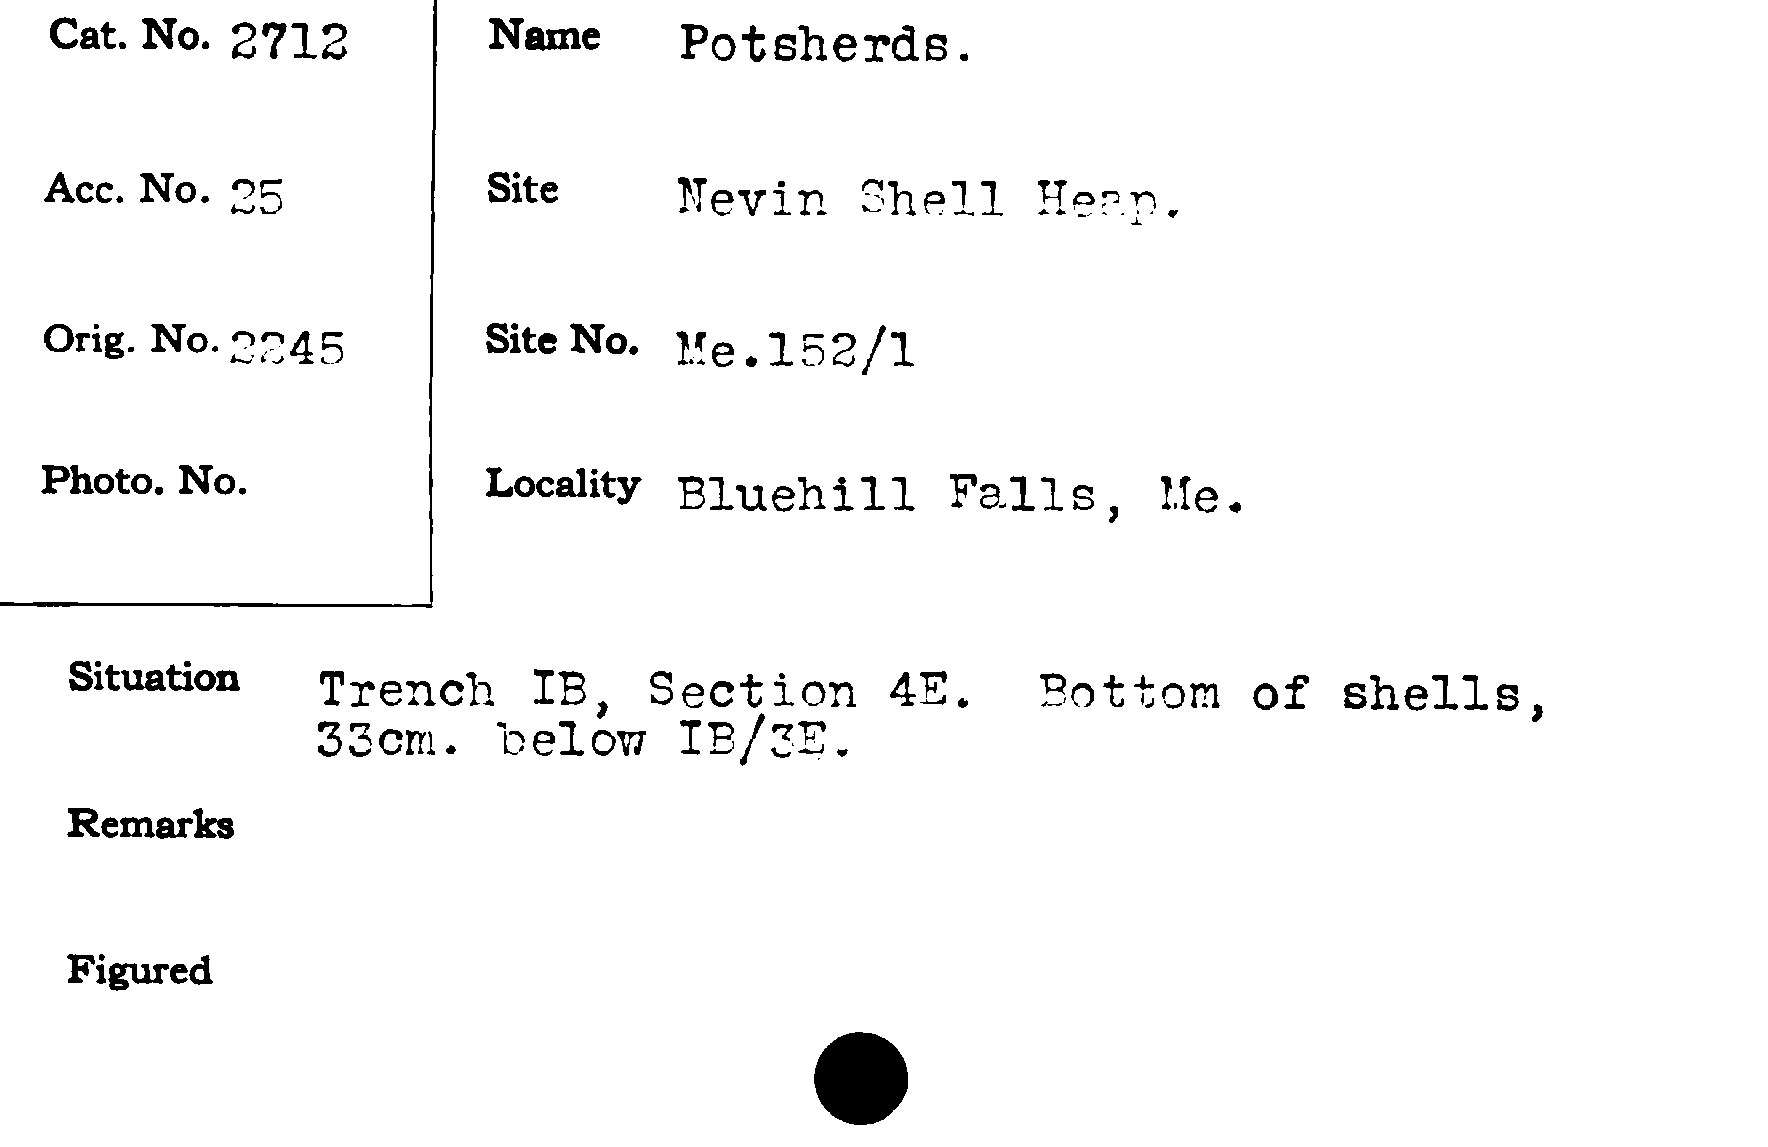 Cat. No. 2712
Name Potsherds.
Acc. No. 25
Site Nevin Shell Heap.
Orig. No. 2245
Site No. Me.152/1
Photo. No.
Locality Bluehill Falls, Me.
Situation Trench IB, Section 4E. Bottom of shells,
33cm. below IB/3E.
Remarks
Figured